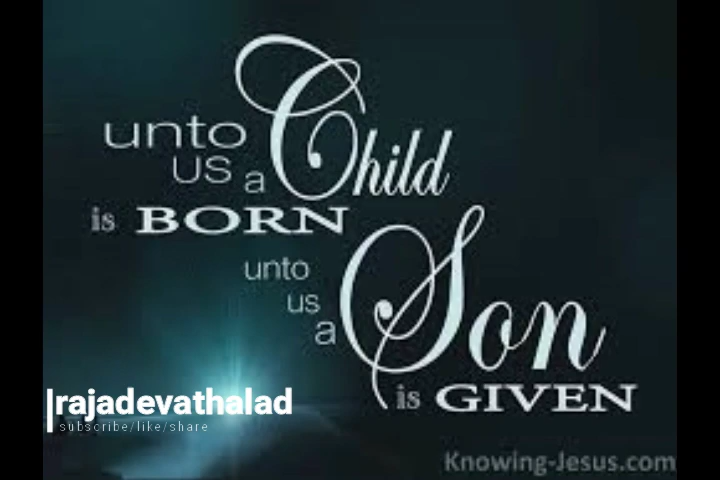 unto
us a Child
is BORN
unto
us
a Son
is GIVEN
rajadevathalad
subscribe/like/share
Knowing-Jesus.com